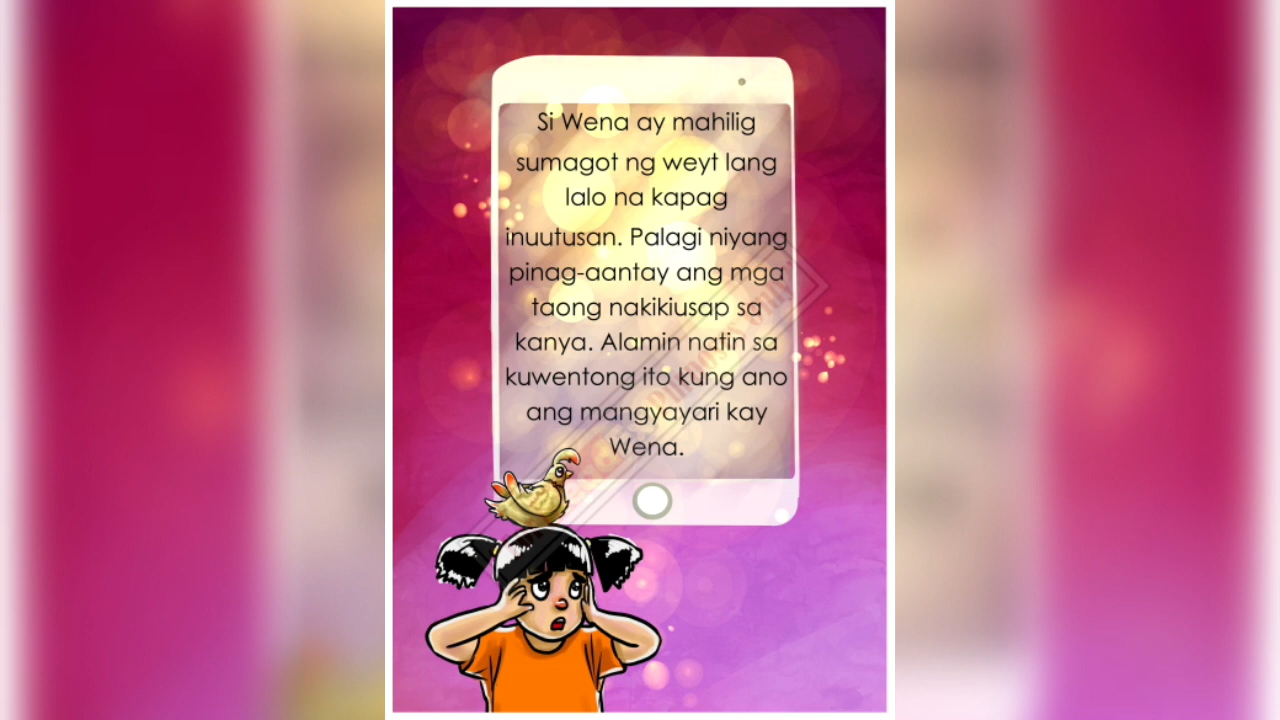 Si Wena ay mahilig
sumagot ng weyt lang
lalo na kapag
inuutusan. Palagi niyang
pinag-aantay ang mga
taong nakikiusap sa
kanya. Alamin natin sa
kuwentong ito kung ano
ang mangyayari kay
Wena.